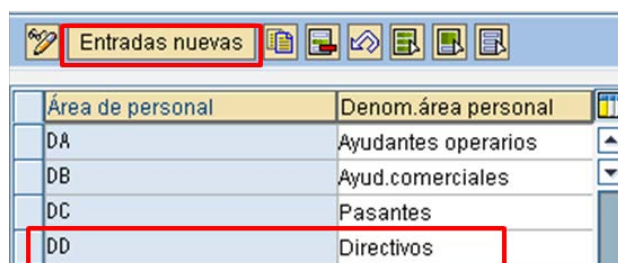 Entradas nuevas
Área de personal Denom.área personal
DA Ayudantes operarios
DB Ayud.comerciales
DC Pasantes
DD Directivos